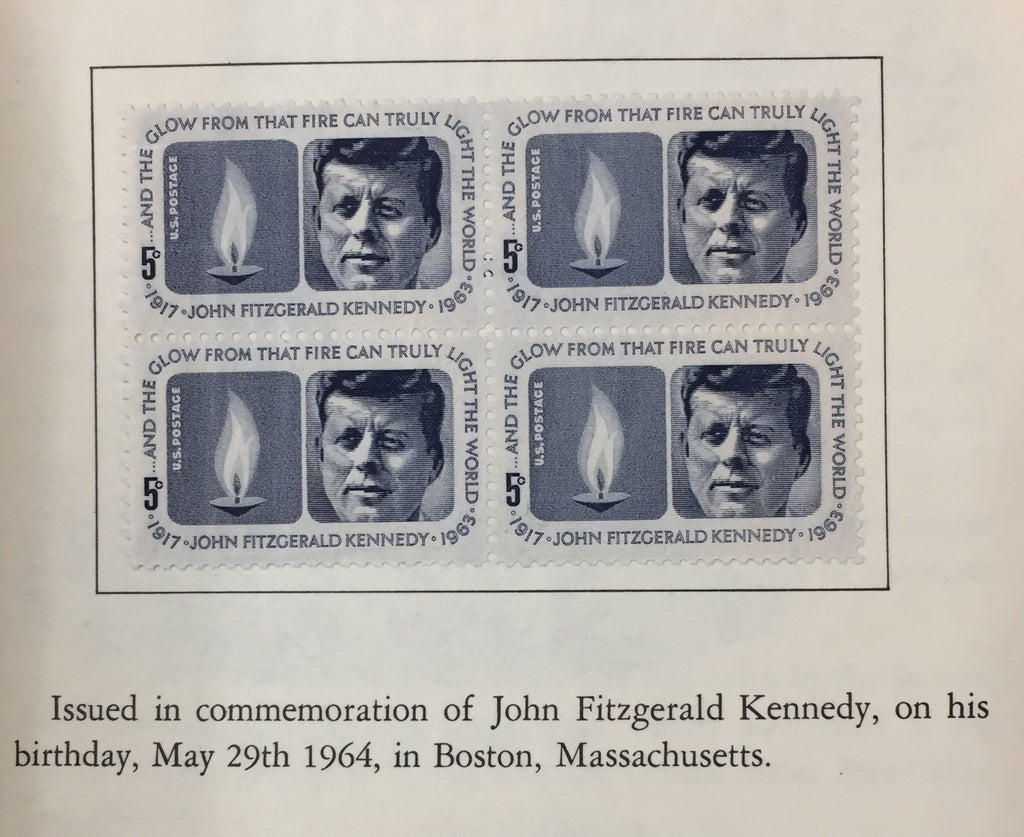 ...AND THE GLOW FROM THAT FIRE CAN TRULY LIGHT THE WORLD
U.S. POSTAGE
5c
1917 • JOHN FITZGERALD KENNEDY • 1963
...AND THE GLOW FROM THAT FIRE CAN TRULY LIGHT THE WORLD
U.S. POSTAGE
5c
1917 • JOHN FITZGERALD KENNEDY • 1963
...AND THE GLOW FROM THAT FIRE CAN TRULY LIGHT THE WORLD
U.S. POSTAGE
5c
1917 • JOHN FITZGERALD KENNEDY • 1963
...AND THE GLOW FROM THAT FIRE CAN TRULY LIGHT THE WORLD
U.S. POSTAGE
5c
1917 • JOHN FITZGERALD KENNEDY • 1963
Issued in commemoration of John Fitzgerald Kennedy, on his
birthday, May 29th 1964, in Boston, Massachusetts.